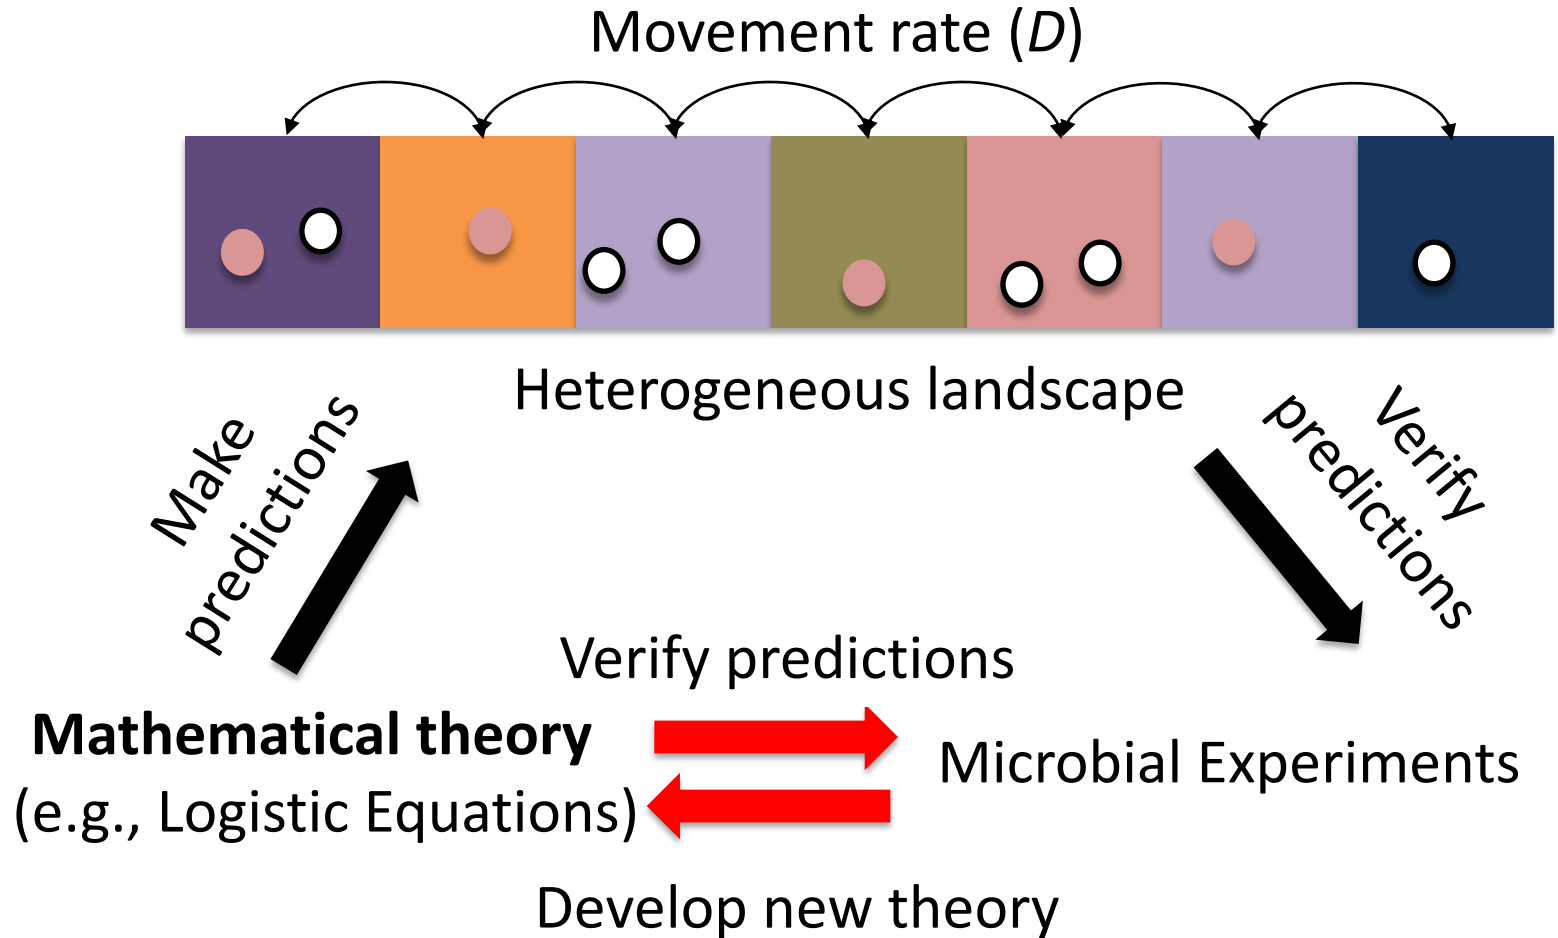 Movement rate (D)
Heterogeneous landscape
Make
predictions
Verify
predictions
Verify predictions
Mathematical theory
(e.g., Logistic Equations)
Microbial Experiments
Develop new theory